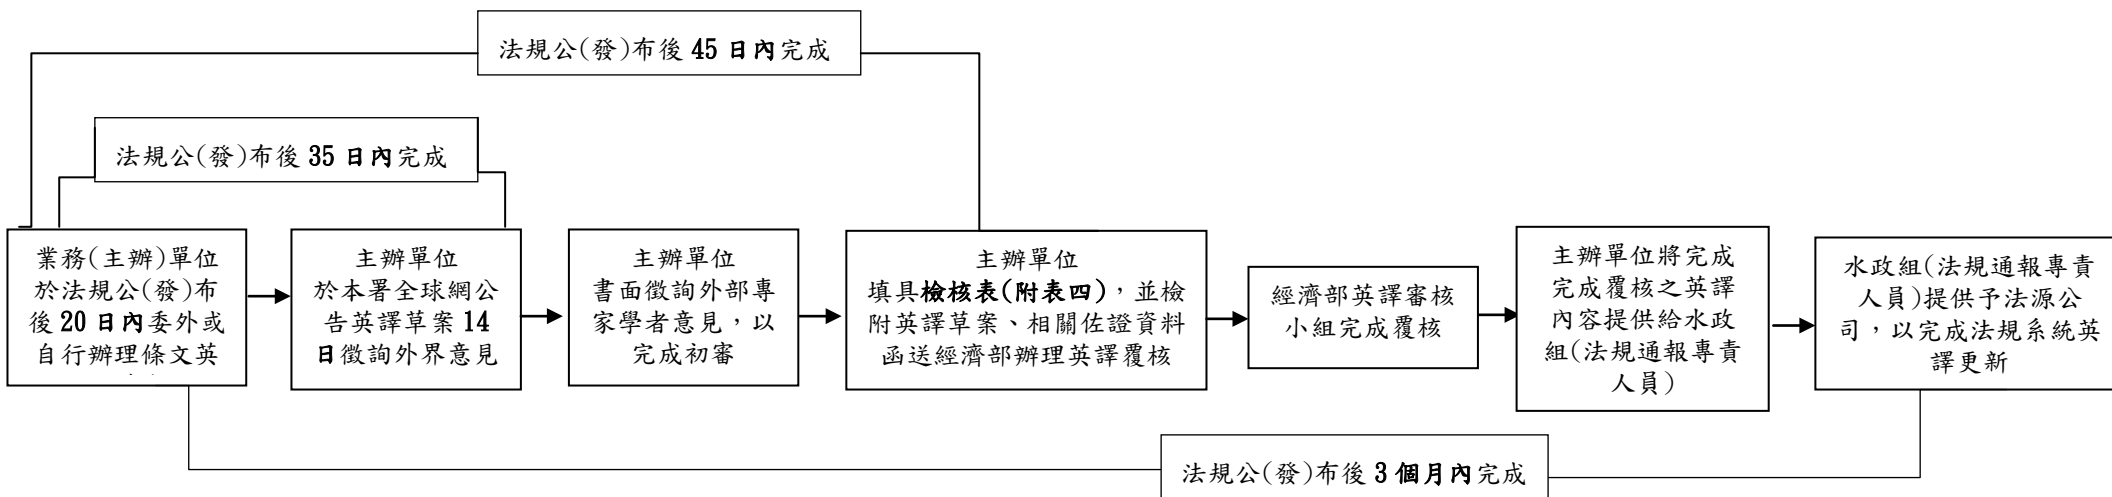 法規公(發)布後 45 日內完成
法規公(發)布後 35 日內完成
業務(主辦)單位
於法規公(發)布
後 20 日內委外或
自行辦理條文英
主辦單位
於本署全球網公
告英譯草案 14
日徵詢外界意見
主辦單位
書面徵詢外部專
家學者意見，以
完成初審
主辦單位
填具檢核表(附表四)，並檢
附英譯草案、相關佐證資料
函送經濟部辦理英譯覆核
經濟部英譯審核
小組完成覆核
主辦單位將完成
完成覆核之英譯
內容提供給水政
組(法規通報專責
人員)
水政組(法規通報專責
人員)提供予法源公
司，以完成法規系統英
譯更新
法規公(發)布後 3 個月內完成